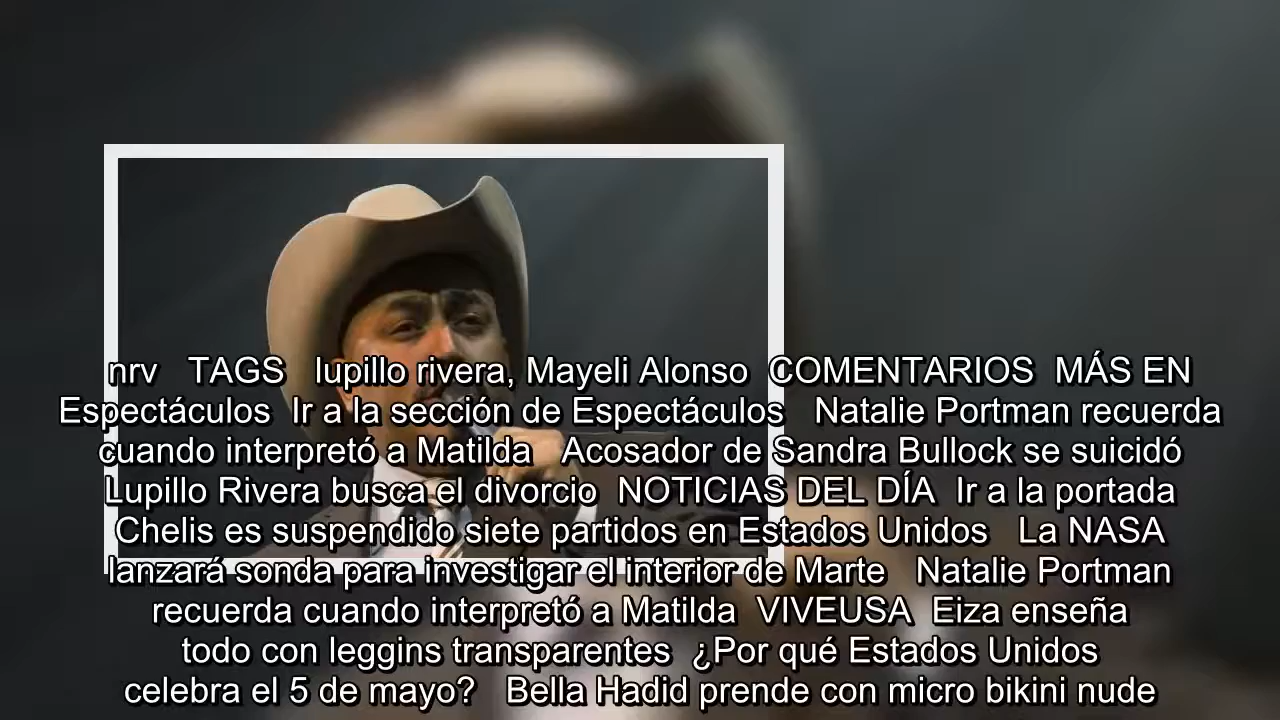 nrv TAGS lupillo rivera, Mayeli Alonso COMENTARIOS MÁS EN
Espectáculos Ir a la sección de Espectáculos Natalie Portman recuerda
cuando interpretó a Matilda Acosador de Sandra Bullock se suicidó
Lupillo Rivera busca el divorcio NOTICIAS DEL DÍA Ir a la portada
Chelis es suspendido siete partidos en Estados Unidos La NASA
lanzará sonda para investigar el interior de Marte Natalie Portman
recuerda cuando interpretó a Matilda VIVEUSA Eiza enseña
todo con leggins transparentes ¿Por qué Estados Unidos
celebra el 5 de mayo? Bella Hadid prende con micro bikini nude